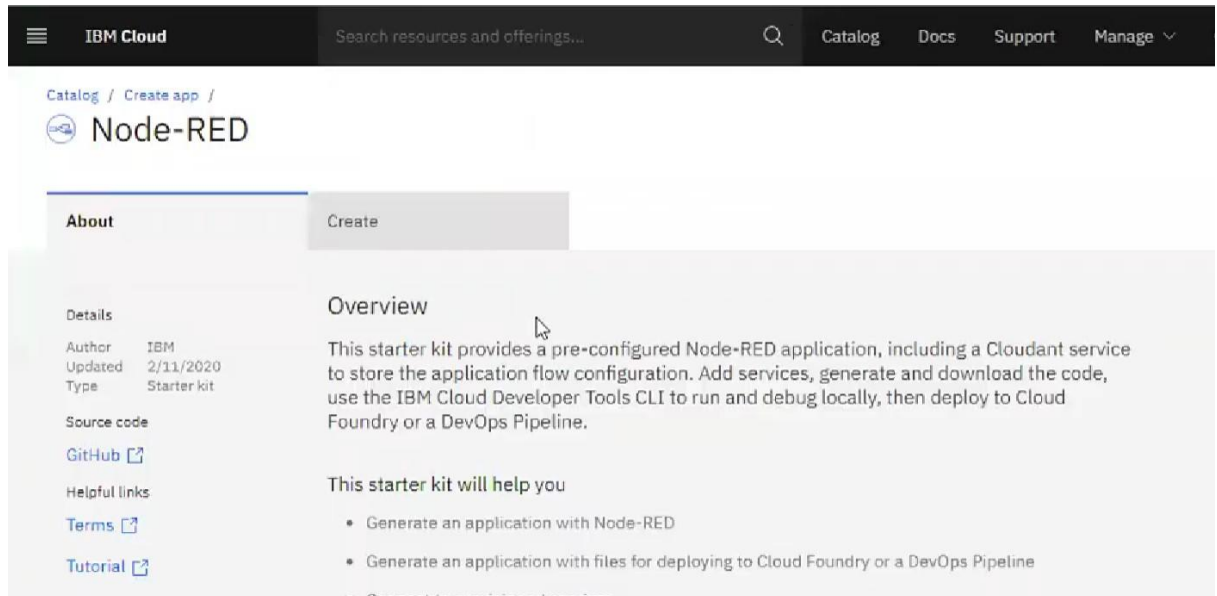 IBM Cloud
Search resources and offerings...
Catalog
Docs
Support
Manage
Catalog / Create app /
Node-RED
About
Create
Details
Author IBM
Updated 2/11/2020
Type Starter kit
Source code
GitHub
Helpful links
Terms
Tutorial
Overview
This starter kit provides a pre-configured Node-RED application, including a Cloudant service
to store the application flow configuration. Add services, generate and download the code,
use the IBM Cloud Developer Tools CLI to run and debug locally, then deploy to Cloud
Foundry or a DevOps Pipeline.
This starter kit will help you
• Generate an application with Node-RED
• Generate an application with files for deploying to Cloud Foundry or a DevOps Pipeline